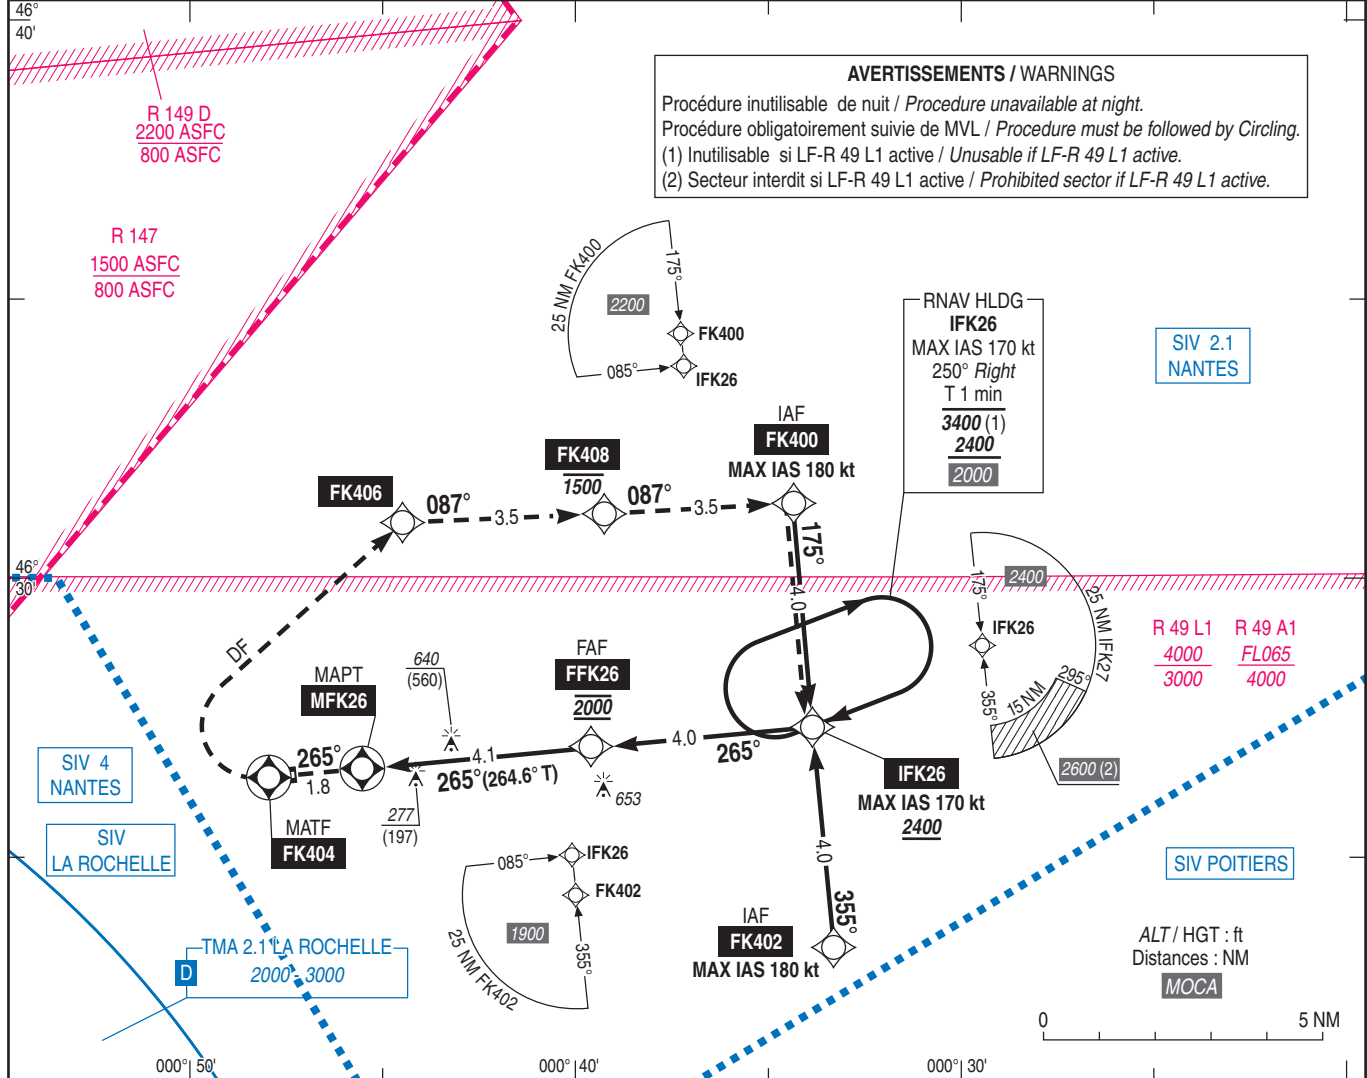 46°
40'
R 149 D
2200 ASFC
800 ASFC
R 147
1500 ASFC
800 ASFC
AVERTISSEMENTS / WARNINGS
Procédure inutilisable de nuit / Procedure unavailable at night.
Procédure obligatoirement suivie de MVL / Procedure must be followed by Circling.
(1) Inutilisable si LF-R 49 L1 active / Unusable if LF-R 49 L1 active.
(2) Secteur interdit si LF-R 49 L1 active / Prohibited sector if LF-R 49 L1 active.
25 NM FK400
2200
175°
085°
FK400
IFK26
RNAV HLDG
IFK26
MAX IAS 170 kt
250° Right
T 1 min
3400 (1)
2400
2000
SIV 2.1
NANTES
IAF
FK400
MAX IAS 180 kt
FK408
1500
FK406
087°
3.5
087°
3.5
175°
4.0
46°
30'
2400
175°
25 NM IFK27
IFK26
355°
15 NM
295°
2600 (2)
R 49 L1
4000
3000
R 49 A1
FL065
4000
DF
MAPT
MFK26
640
(560)
FAF
FFK26
2000
4.0
265°
265°
1.8
4.1
265° (264.6° T)
277
(197)
653
IFK26
MAX IAS 170 kt
2400
MATF
FK404
SIV 4
NANTES
SIV
LA ROCHELLE
085°
IFK26
FK402
1900
355°
25 NM FK402
4.0
355°
IAF
FK402
MAX IAS 180 kt
SIV POITIERS
TMA 2.1 LA ROCHELLE
D
2000 - 3000
ALT / HGT : ft
Distances : NM
MOCA
0
5 NM
000° 50'
000° 40'
000° 30'